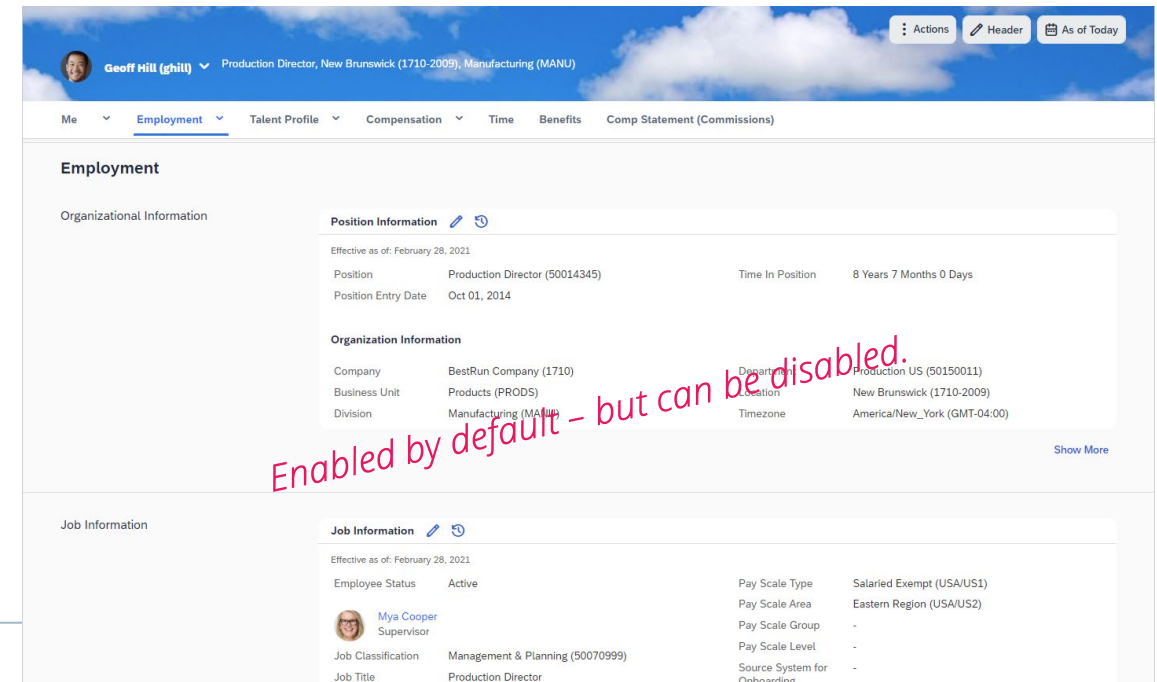 Actions
Header
As of Today
Geoff Hill (ghill)
Production Director, New Brunswick (1710-2009), Manufacturing (MANU)
Me
Employment
Talent Profile
Compensation
Time
Benefits
Comp Statement (Commissions)
Employment
Organizational Information
Position Information
Effective as of: February 28, 2021
Position Production Director (50014345) Time In Position 8 Years 7 Months 0 Days
Position Entry Date Oct 01, 2014
Organization Information
Company BestRun Company (1710) Department Production US (50150011)
Business Unit Products (PRODS) Location New Brunswick (1710-2009)
Division Manufacturing (MANU) Timezone America/New_York (GMT-04:00)
Enabled by default – but can be disabled.
Show More
Job Information
Job Information
Effective as of: February 28, 2021
Employee Status Active Pay Scale Type Salaried Exempt (USA/US1)
Pay Scale Area Eastern Region (USA/US2)
Mya Cooper
Supervisor
Pay Scale Group -
Pay Scale Level -
Job Classification Management & Planning (50070999)
Source System for Onboarding -
Job Title Production Director